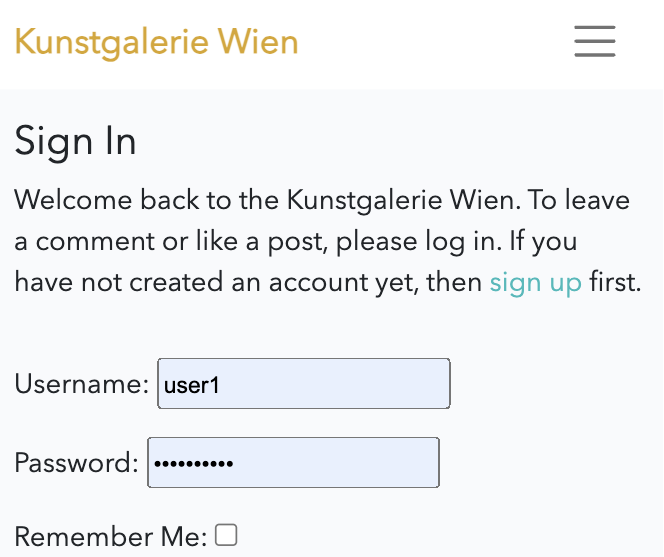 Kunstgalerie Wien
Sign In
Welcome back to the Kunstgalerie Wien. To leave
a comment or like a post, please log in. If you
have not created an account yet, then sign up first.
Username: user1
Password: ••••••••••
Remember Me: